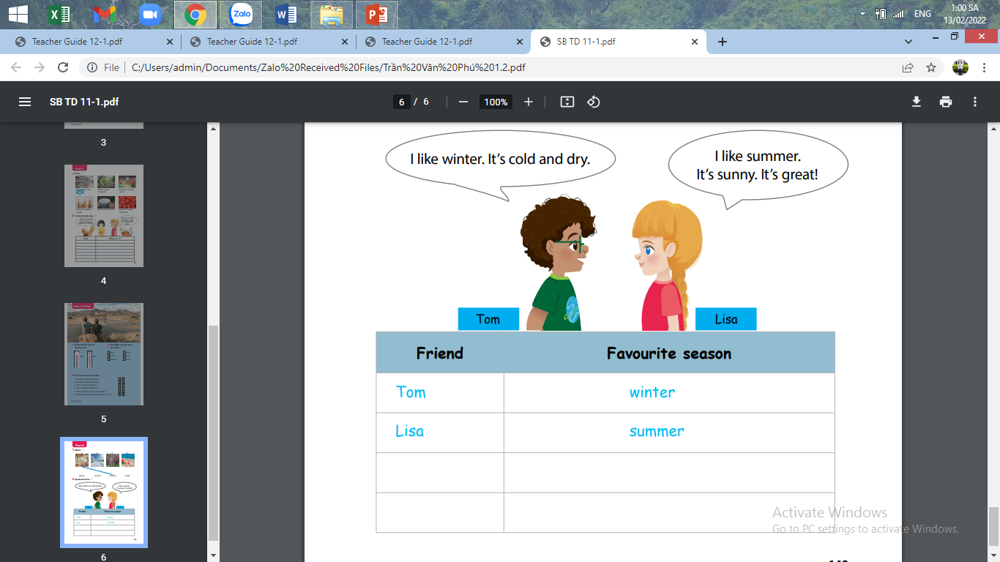 Zalo
ENG
1:00 SA
13/02/2022
Teacher Guide 12-1.pdf
Teacher Guide 12-1.pdf
Teacher Guide 12-1.pdf
SB TD 11-1.pdf
File
C:/Users/admin/Documents/Zalo%20Received%20Files/Trần%20Văn%20Phú%201.2.pdf
SB TD 11-1.pdf
6 / 6
100%
3
4
5
6
I like winter. It's cold and dry.
I like summer.
It's sunny. It's great!
Tom
Lisa
Friend Favourite season
Tom winter
Lisa summer
Activate Windows
Go to PC settings to activate Windows.